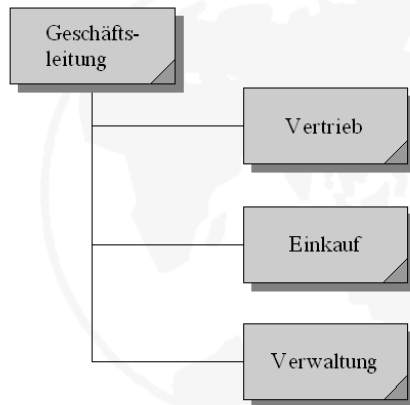 Geschäfts-
leitung
Vertrieb
Einkauf
Verwaltung